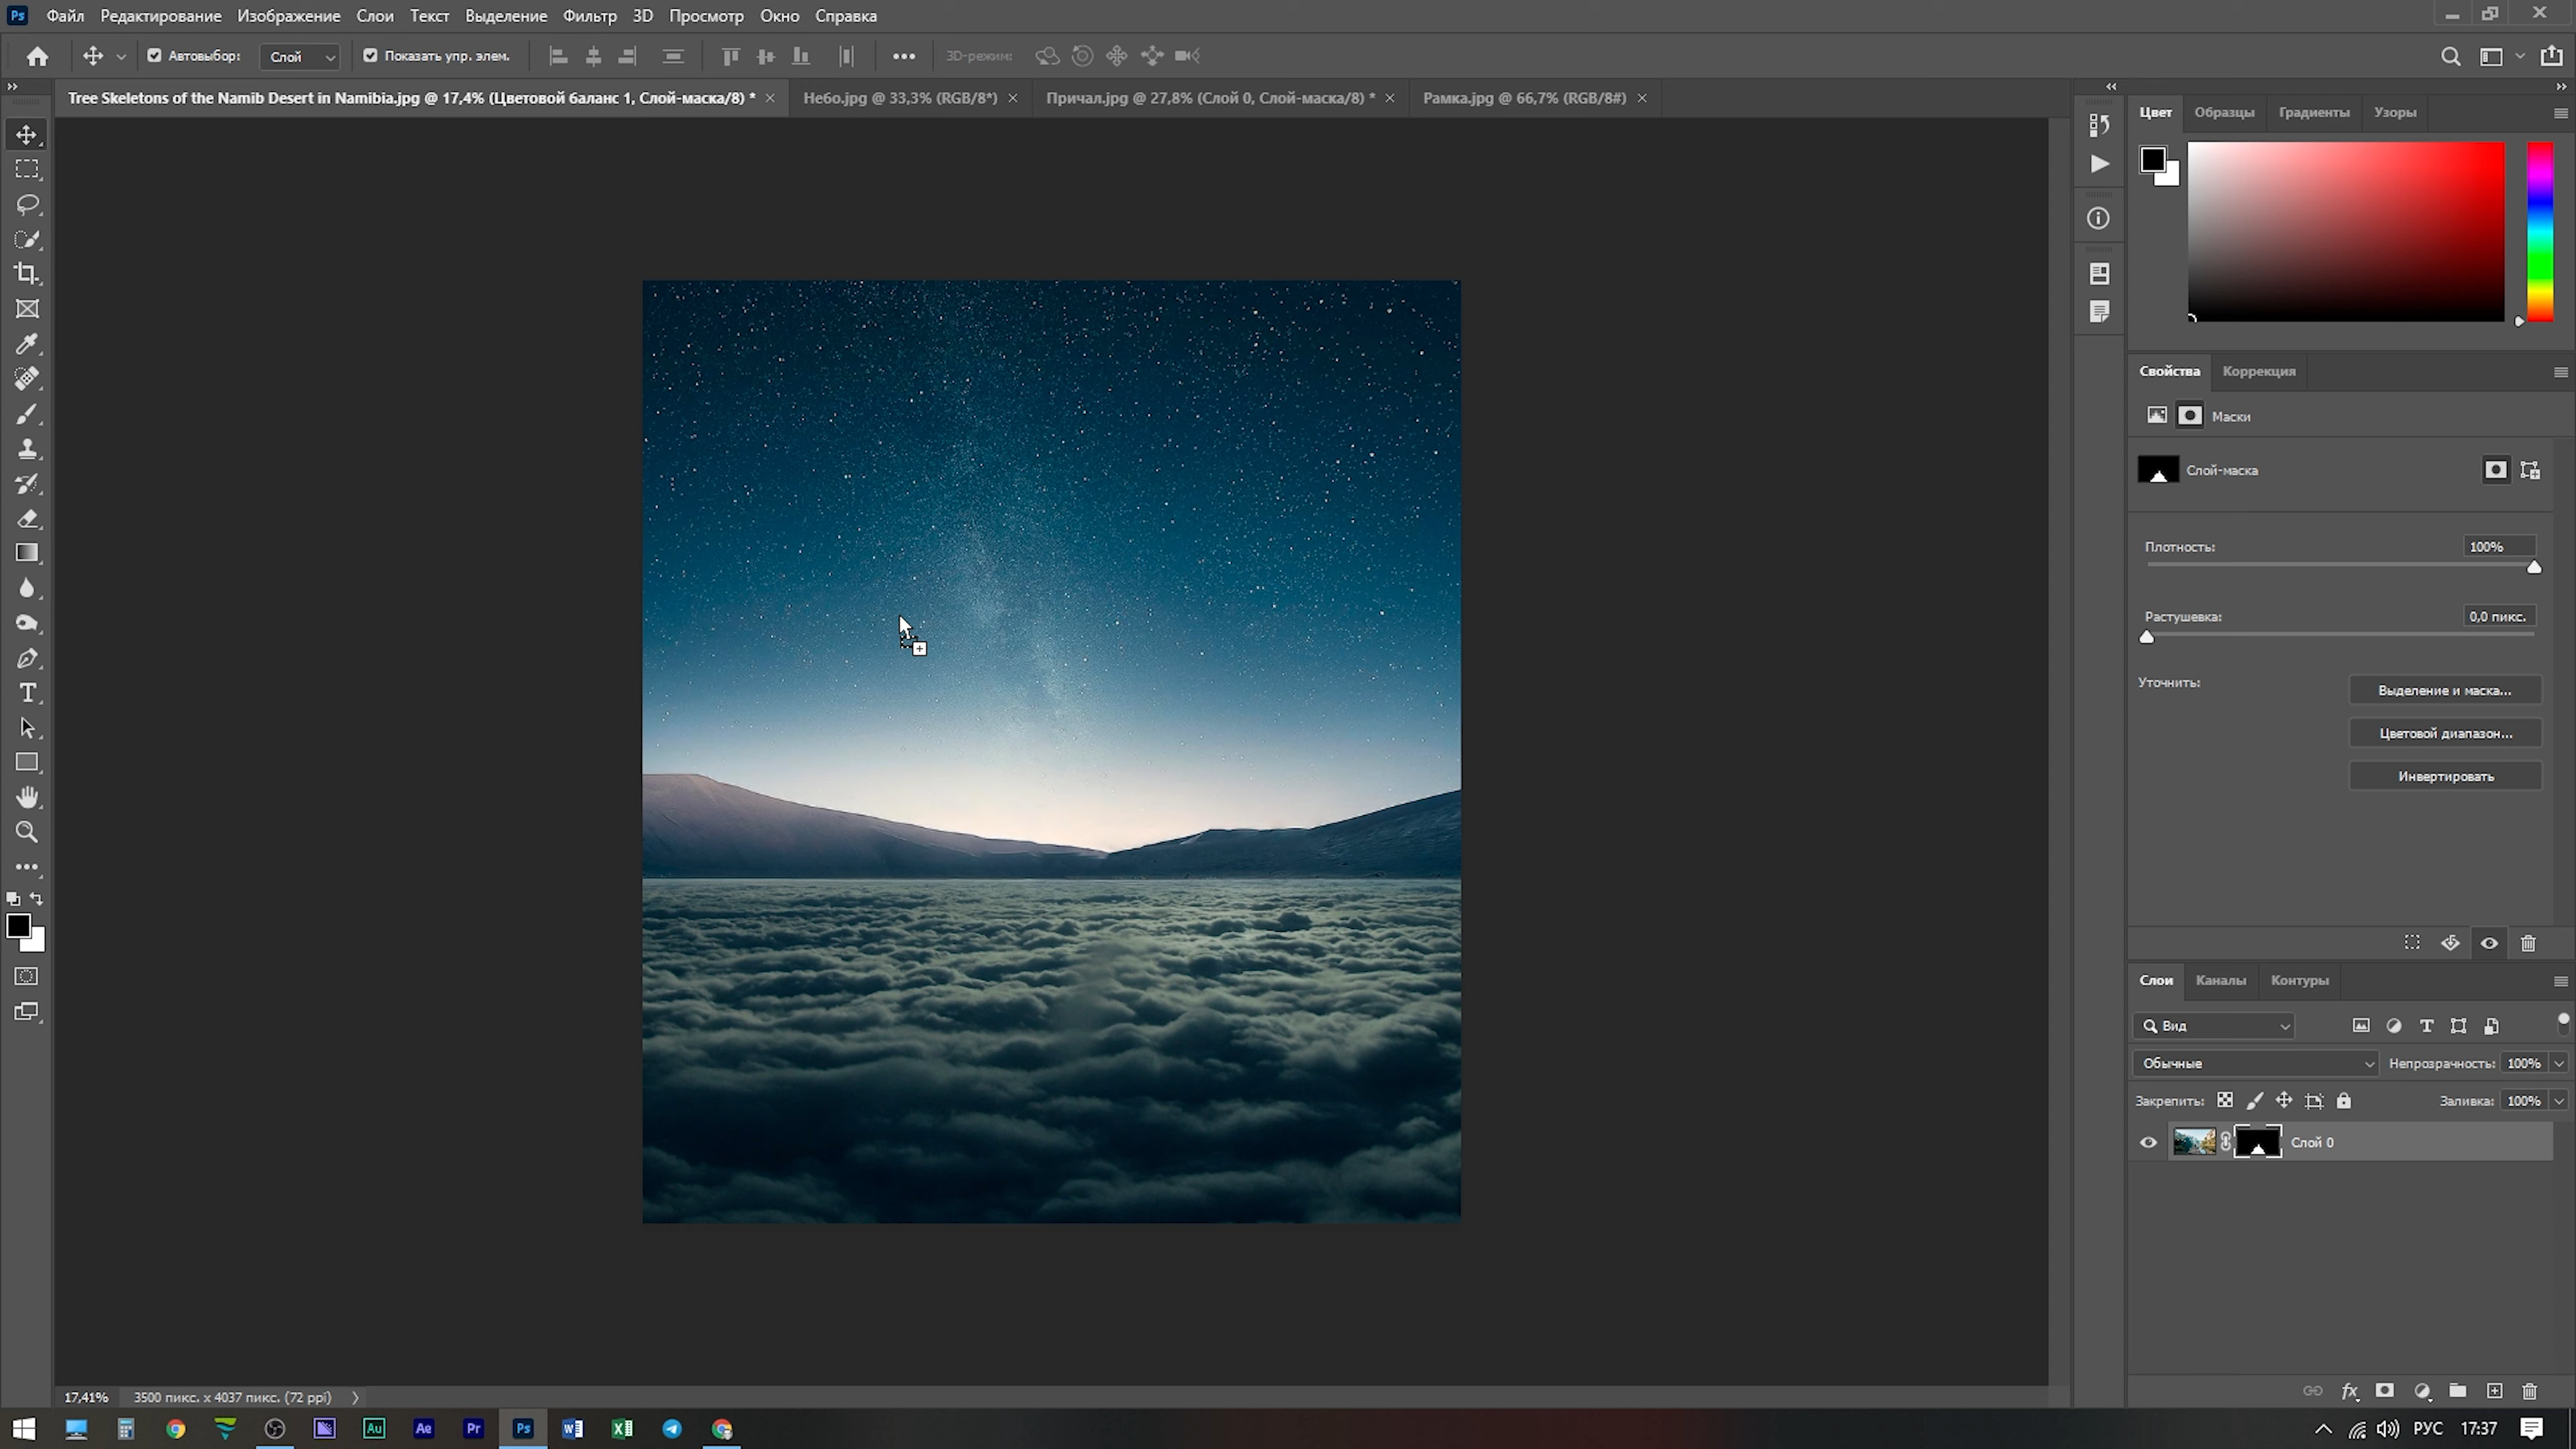 Ps Файл Редактирование Изображение Слои Текст Выделение Фильтр 3D Просмотр Окно Справка
Автовыбор: Слой Показать упр. элем. 3D-режим:
Tree Skeletons of the Namib Desert in Namibia.jpg @ 17,4% (Цветовой баланс 1, Слой-маска/8) * Небо.jpg @ 33,3% (RGB/8*) Причал.jpg @ 27,8% (Слой 0, Слой-маска/8) * Рамка.jpg @ 66,7% (RGB/8#)
Цвет Образцы Градиенты Узоры
Свойства Коррекция
Маски
Слой-маска
Плотность: 100%
Растушевка: 0,0 пикс.
Уточнить: Выделение и маска...
Цветовой диапазон...
Инвертировать
Слои Каналы Контуры
Вид
Обычные Непрозрачность: 100%
Закрепить: Заливка: 100%
Слой 0
17,41% 3500 пикс. x 4037 пикс. (72 ppi)
Au Ae Pr Ps РУС 17:37